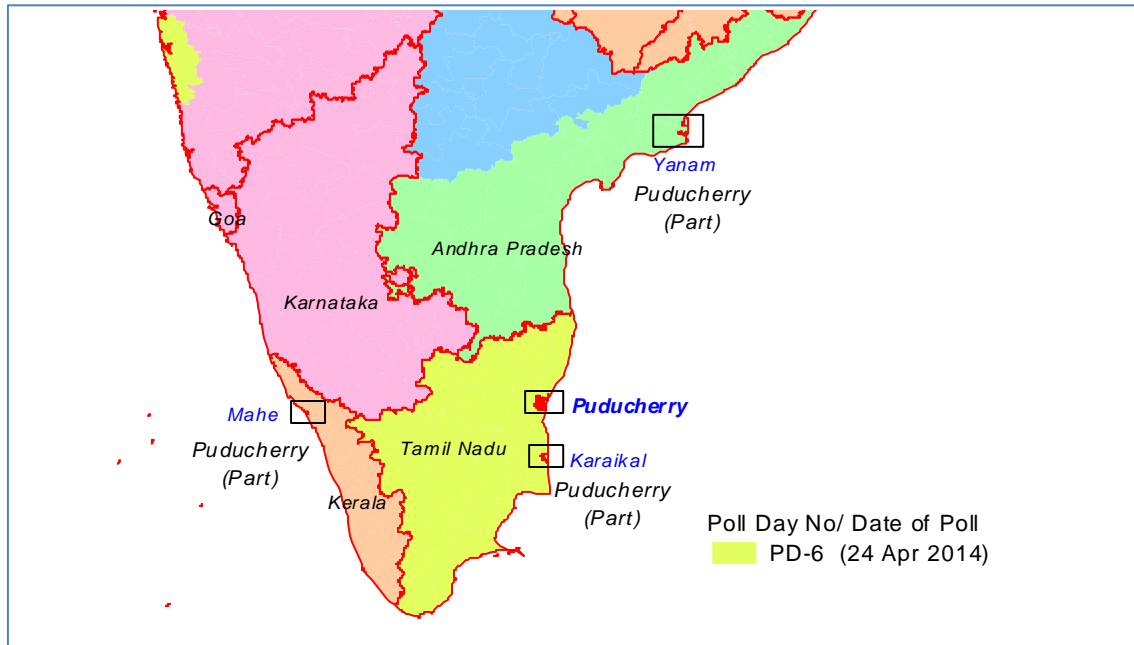 Yanam
Puducherry
(Part)
Goa
Andhra Pradesh
Karnataka
Mahe
Puducherry
Puducherry
(Part)
Tamil Nadu
Karaikal
Kerala
Puducherry
(Part)
Poll Day No/ Date of Poll
PD-6 (24 Apr 2014)